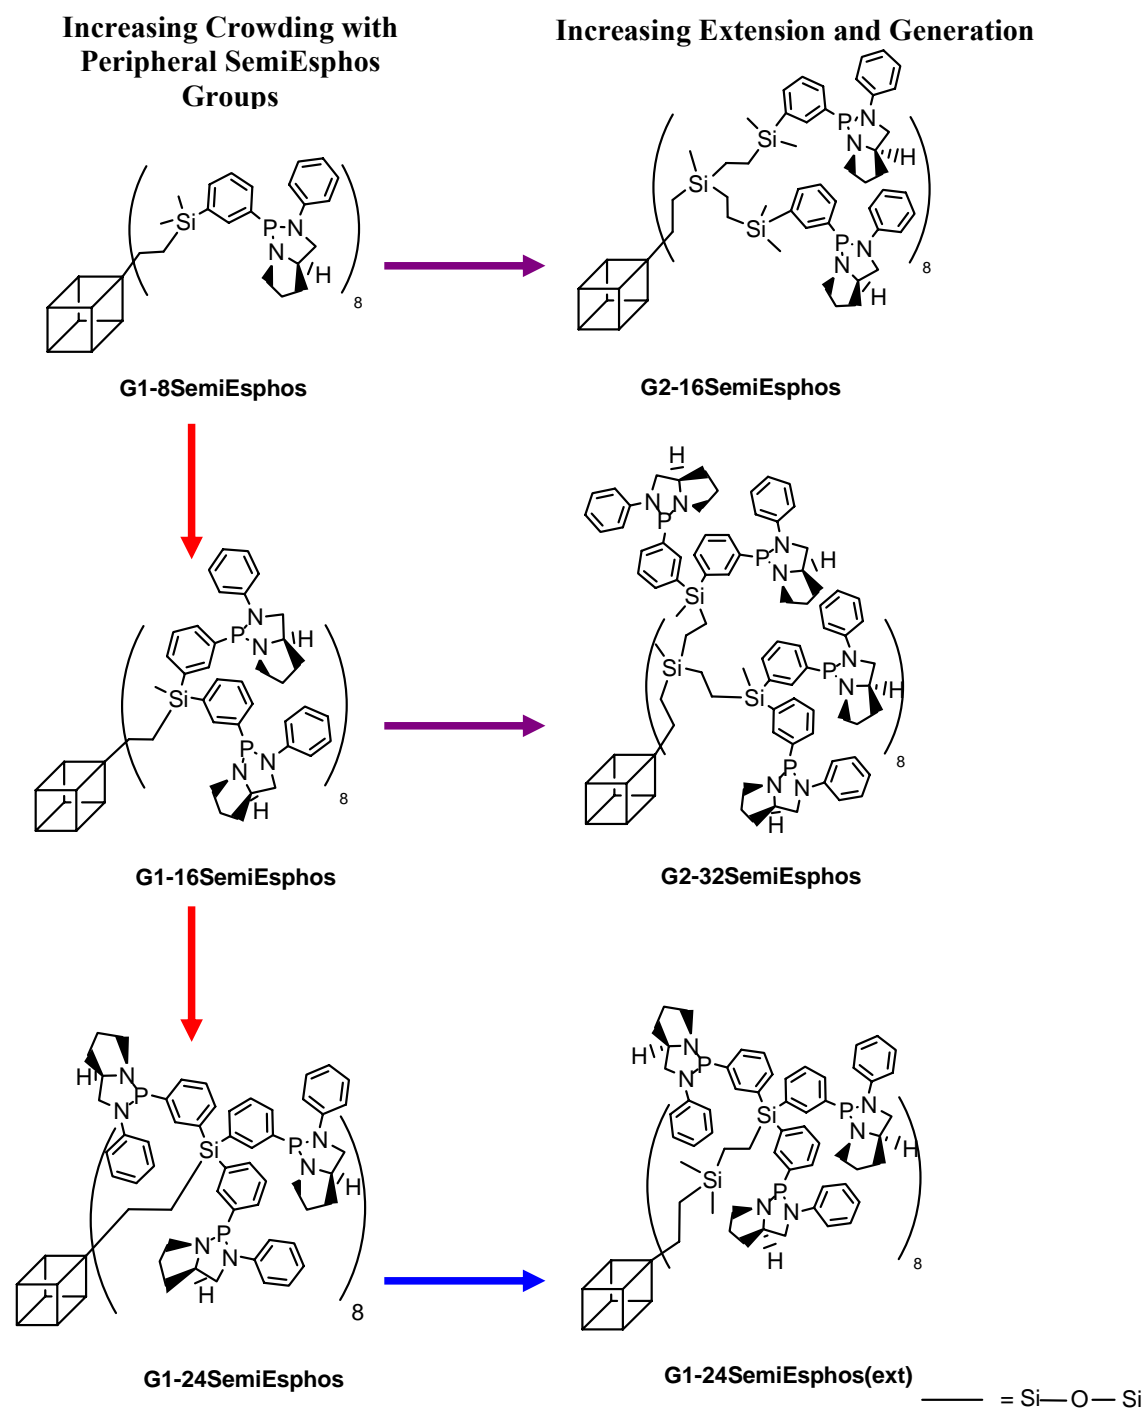 Increasing Crowding with
Peripheral SemiEsphos
Groups
Increasing Extension and Generation
Si
P
N
N
H
8
G1-8SemiEsphos
Si
Si
Si
P
N
N
H
P
N
N
H
8
G2-16SemiEsphos
Si
P
N
N
H
P
N
N
H
8
G1-16SemiEsphos
H
N
N
P
Si
P
N
N
H
Si
Si
P
N
N
H
P
N
N
H
8
G2-32SemiEsphos
H
N
P
N
Si
P
N
N
H
P
N
N
H
8
G1-24SemiEsphos
H
N
P
N
Si
P
N
N
H
Si
P
N
N
H
8
G1-24SemiEsphos(ext)
= Si—O—Si